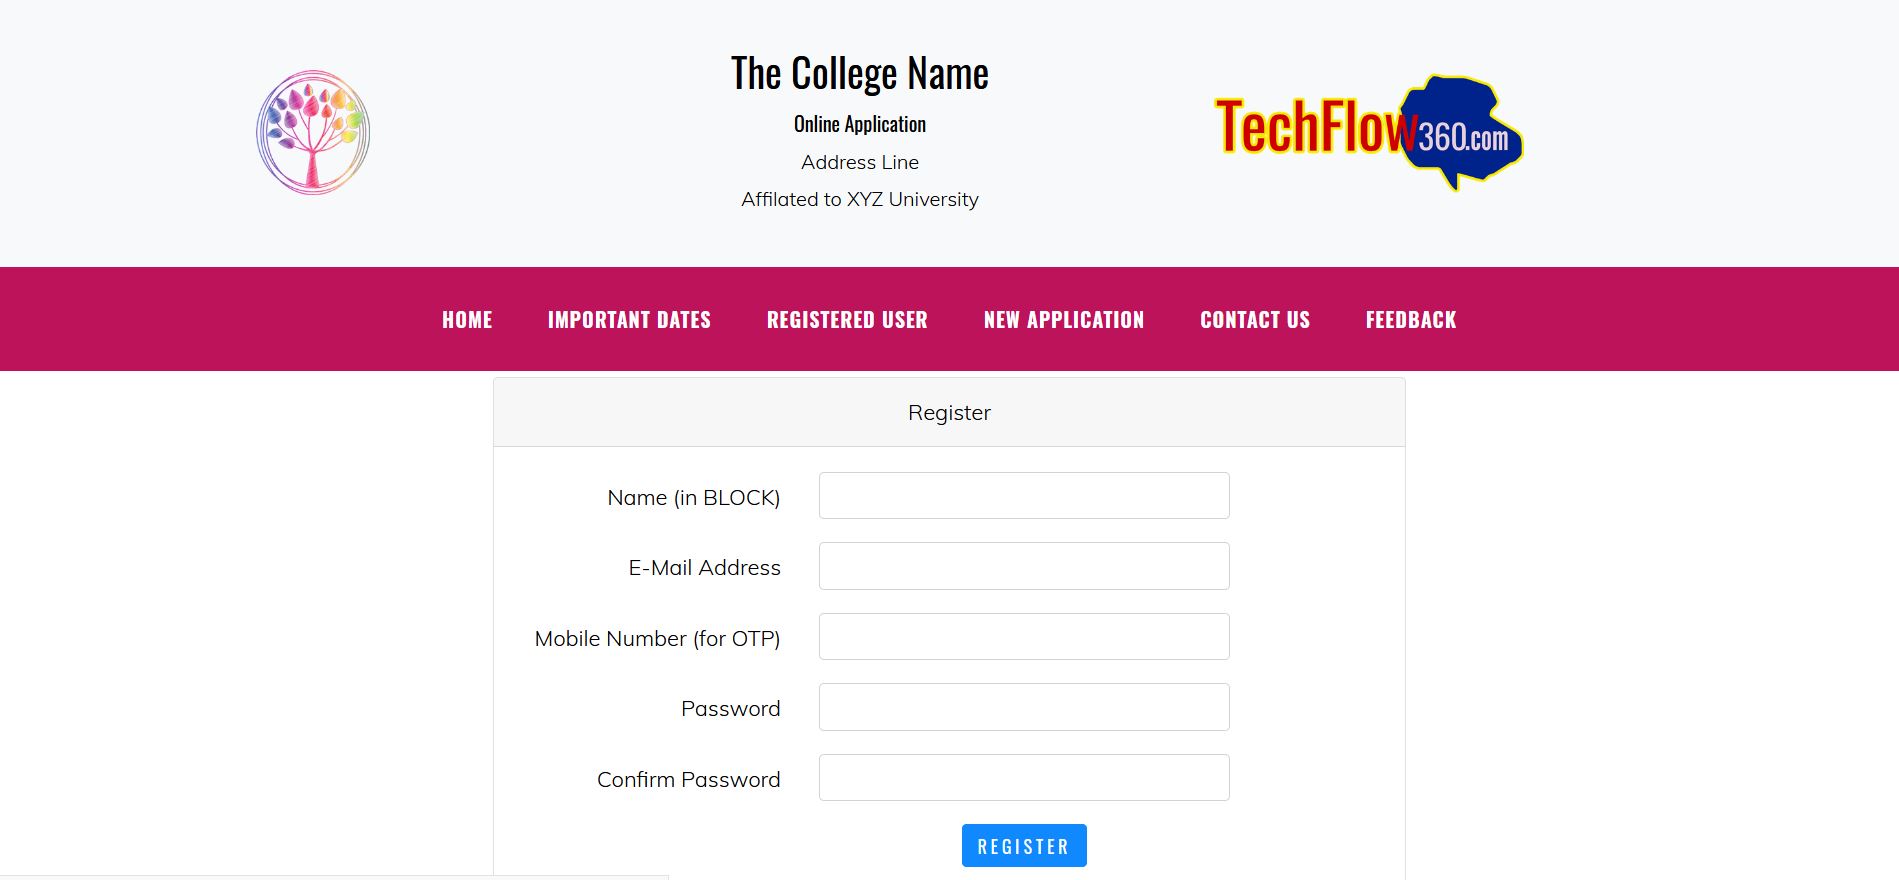 The College Name
Online Application
Address Line
Affilated to XYZ University
TechFlow360.com
HOME IMPORTANT DATES REGISTERED USER NEW APPLICATION CONTACT US FEEDBACK
Register
Name (in BLOCK)
E-Mail Address
Mobile Number (for OTP)
Password
Confirm Password
REGISTER